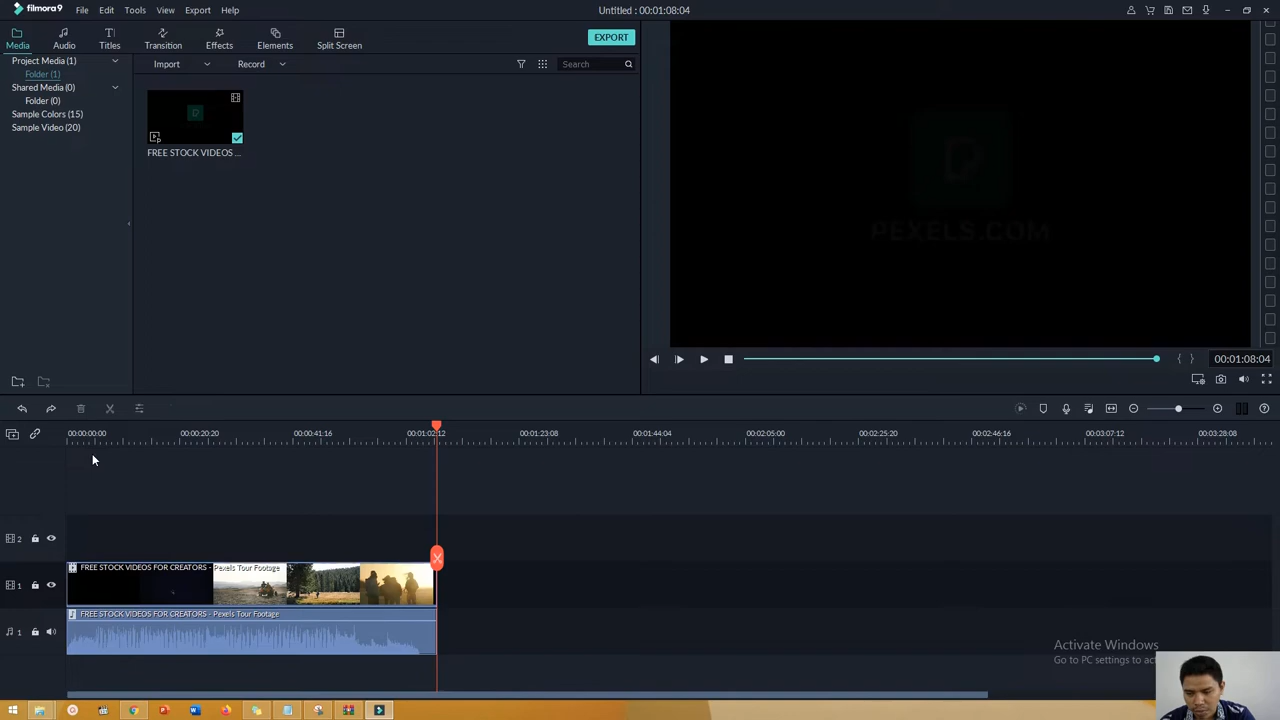 filmora9 File Edit Tools View Export Help Untitled : 00:01:08:04
Media Audio Titles Transition Effects Elements Split Screen EXPORT
Project Media (1)
Folder (1)
Shared Media (0)
Folder (0)
Sample Colors (15)
Sample Video (20)
Import Record Search
FREE STOCK VIDEOS ...
PEXELS.COM
00:01:08:04
00:00:00:00 00:00:20:20 00:00:41:16 00:01:02:12 00:01:23:08 00:01:44:04 00:02:05:00 00:02:25:20 00:02:46:16 00:03:07:12 00:03:28:08
2
FREE STOCK VIDEOS FOR CREATORS - Pexels Tour Footage
1
FREE STOCK VIDEOS FOR CREATORS - Pexels Tour Footage
1
Activate Windows
Go to PC settings to